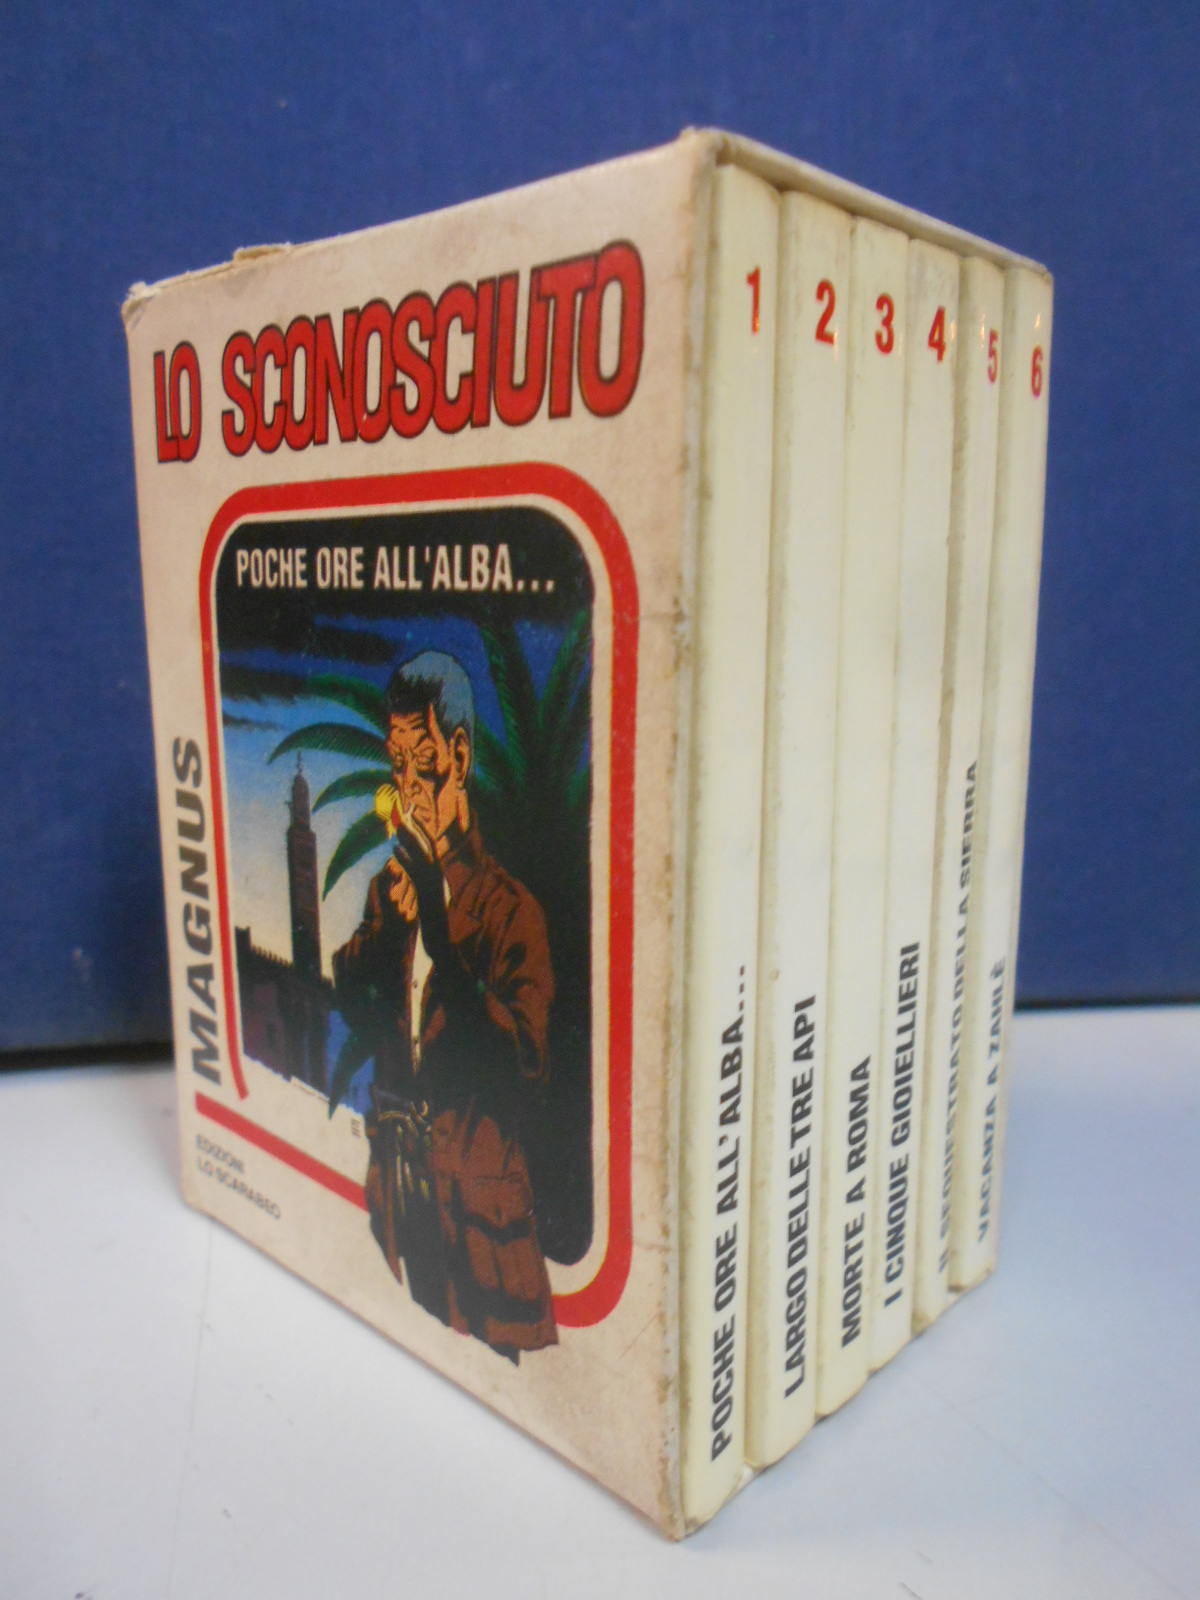 LO SCONOSCIUTO
POCHE ORE ALL'ALBA...
MAGNUS
EDIZIONI
LO SCARABEO
1
2
3
4
5
6
POCHE ORE ALL'ALBA...
LARGO DELLE TRE API
MORTE A ROMA
I CINQUE GIOIELLIERI
IL SEQUESTRATO DELLA SIERRA
VACANZA A ZAHLÈ